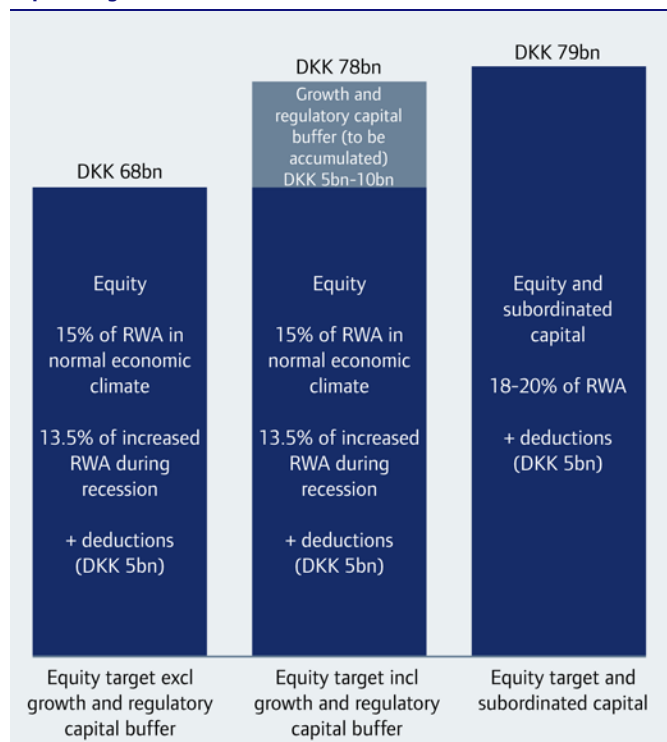 DKK 68bn
Equity
15% of RWA in
normal economic
climate
13.5% of increased
RWA during
recession
+ deductions
(DKK 5bn)
Equity target excl
growth and regulatory
capital buffer
DKK 78bn
Growth and
regulatory capital
buffer (to be
accumulated)
DKK 5bn-10bn
Equity
15% of RWA in
normal economic
climate
13.5% of increased
RWA during
recession
+ deductions
(DKK 5bn)
Equity target incl
growth and regulatory
capital buffer
DKK 79bn
Equity and
subordinated
capital
18-20% of RWA
+ deductions
(DKK 5bn)
Equity target and
subordinated capital